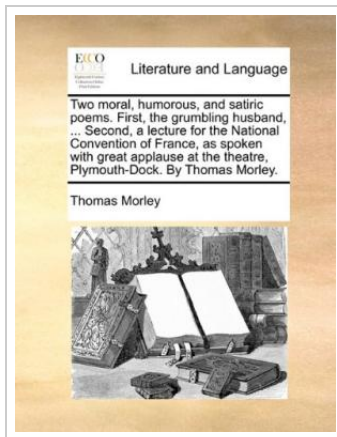 ECCO
Literature and Language
Two moral, humorous, and satiric
poems. First, the grumbling husband,
... Second, a lecture for the National
Convention of France, as spoken
with great applause at the theatre,
Plymouth-Dock. By Thomas Morley.
Thomas Morley